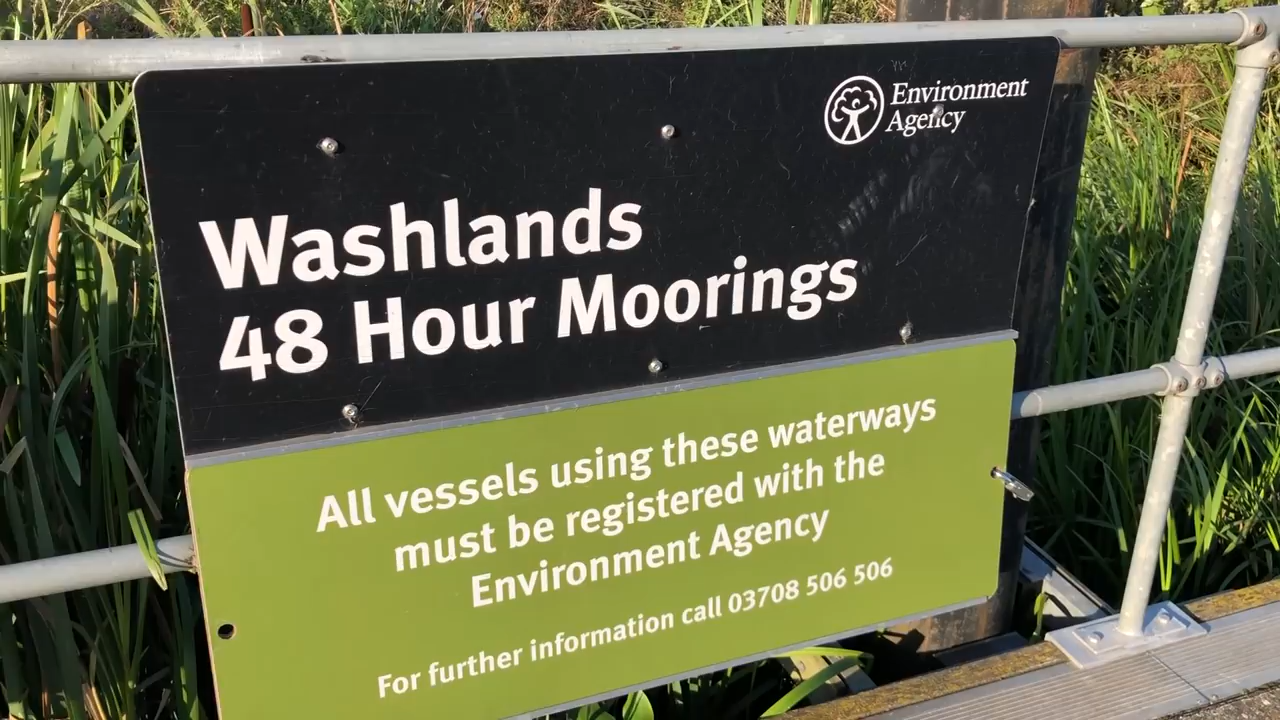 Environment
Agency
Washlands
48 Hour Moorings
All vessels using these waterways
must be registered with the
Environment Agency
For further information call 03708 506 506